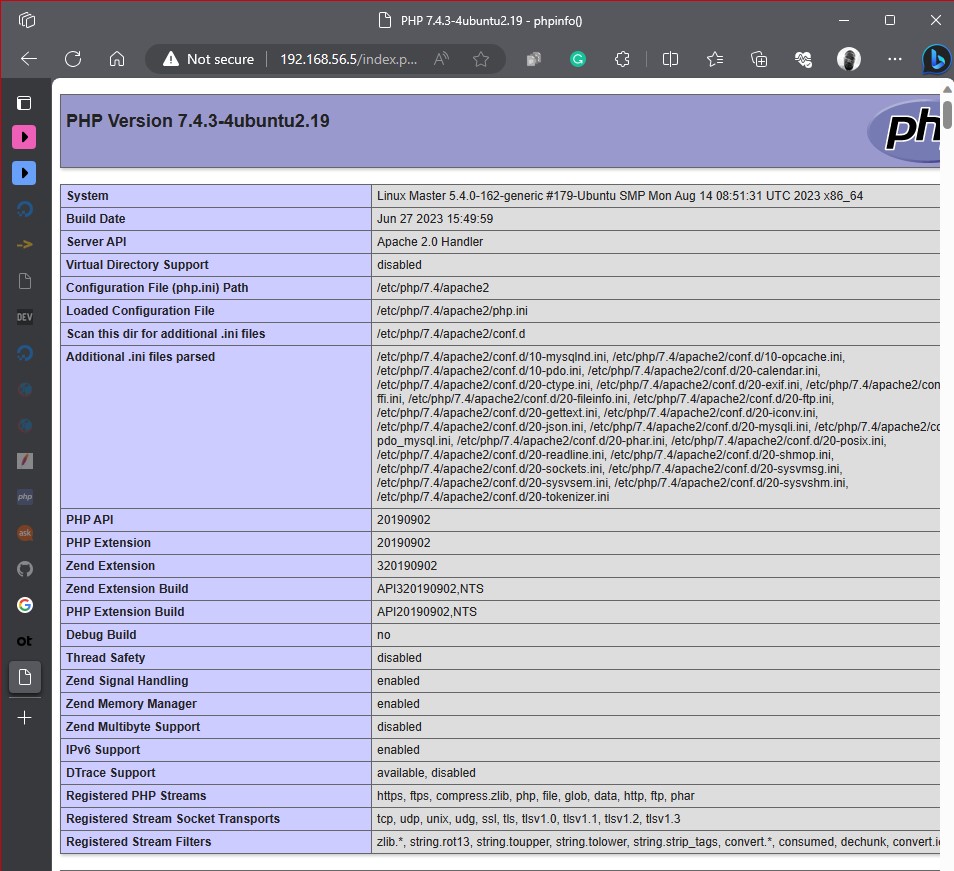 PHP 7.4.3-4ubuntu2.19 - phpinfo()
Not secure 192.168.56.5/index.p...
PHP Version 7.4.3-4ubuntu2.19
ph
System Linux Master 5.4.0-162-generic #179-Ubuntu SMP Mon Aug 14 08:51:31 UTC 2023 x86_64
Build Date Jun 27 2023 15:49:59
Server API Apache 2.0 Handler
Virtual Directory Support disabled
Configuration File (php.ini) Path /etc/php/7.4/apache2
Loaded Configuration File /etc/php/7.4/apache2/php.ini
Scan this dir for additional .ini files /etc/php/7.4/apache2/conf.d
Additional .ini files parsed /etc/php/7.4/apache2/conf.d/10-mysqlnd.ini, /etc/php/7.4/apache2/conf.d/10-opcache.ini,
/etc/php/7.4/apache2/conf.d/10-pdo.ini, /etc/php/7.4/apache2/conf.d/20-calendar.ini,
/etc/php/7.4/apache2/conf.d/20-ctype.ini, /etc/php/7.4/apache2/conf.d/20-exif.ini, /etc/php/7.4/apache2/con
ffi.ini, /etc/php/7.4/apache2/conf.d/20-fileinfo.ini, /etc/php/7.4/apache2/conf.d/20-ftp.ini,
/etc/php/7.4/apache2/conf.d/20-gettext.ini, /etc/php/7.4/apache2/conf.d/20-iconv.ini,
/etc/php/7.4/apache2/conf.d/20-json.ini, /etc/php/7.4/apache2/conf.d/20-mysqli.ini, /etc/php/7.4/apache2/co
pdo_mysql.ini, /etc/php/7.4/apache2/conf.d/20-phar.ini, /etc/php/7.4/apache2/conf.d/20-posix.ini,
/etc/php/7.4/apache2/conf.d/20-readline.ini, /etc/php/7.4/apache2/conf.d/20-shmop.ini,
/etc/php/7.4/apache2/conf.d/20-sockets.ini, /etc/php/7.4/apache2/conf.d/20-sysvmsg.ini,
/etc/php/7.4/apache2/conf.d/20-sysvsem.ini, /etc/php/7.4/apache2/conf.d/20-sysvshm.ini,
/etc/php/7.4/apache2/conf.d/20-tokenizer.ini
PHP API 20190902
PHP Extension 20190902
Zend Extension 320190902
Zend Extension Build API320190902,NTS
PHP Extension Build API20190902,NTS
Debug Build no
Thread Safety disabled
Zend Signal Handling enabled
Zend Memory Manager enabled
Zend Multibyte Support disabled
IPv6 Support enabled
DTrace Support available, disabled
Registered PHP Streams https, ftps, compress.zlib, php, file, glob, data, http, ftp, phar
Registered Stream Socket Transports tcp, udp, unix, udg, ssl, tls, tlsv1.0, tlsv1.1, tlsv1.2, tlsv1.3
Registered Stream Filters zlib.*, string.rot13, string.toupper, string.tolower, string.strip_tags, convert.*, consumed, dechunk, convert.ic
DEV
php
ask
ot